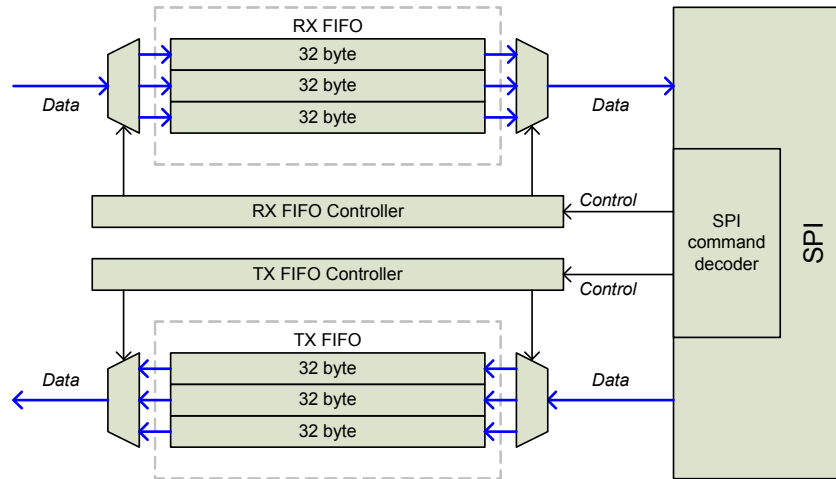 RX FIFO
32 byte
32 byte
32 byte
Data
Data
RX FIFO Controller
Control
SPI
command
decoder
SPI
TX FIFO Controller
Control
TX FIFO
32 byte
32 byte
32 byte
Data
Data